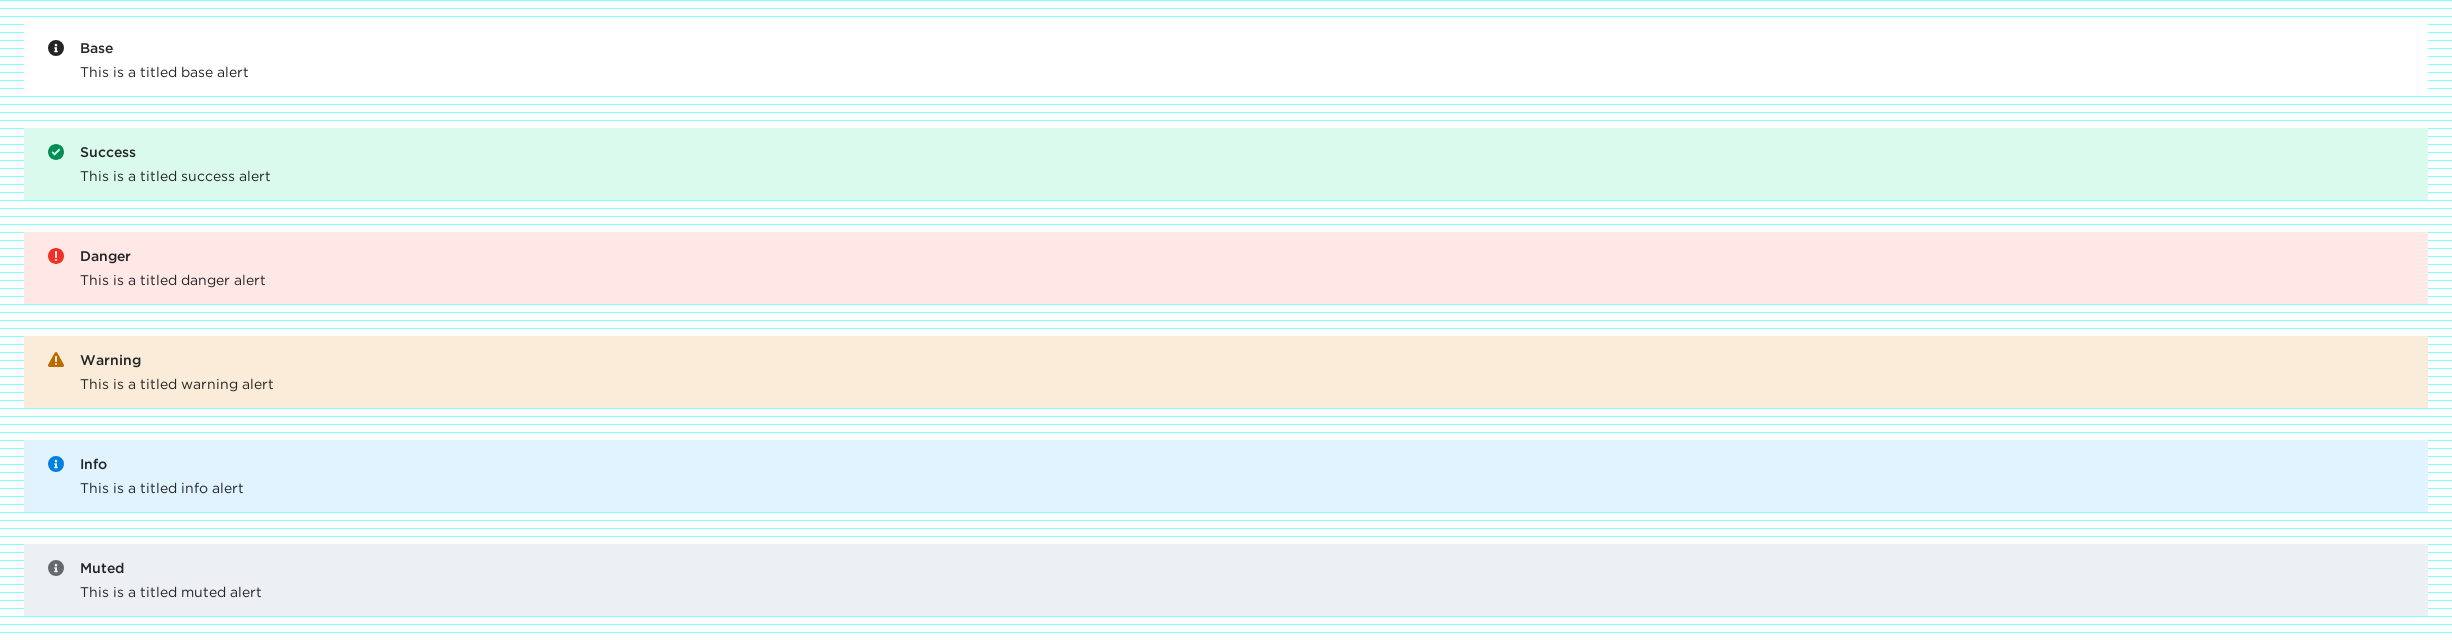 Base
This is a titled base alert
Success
This is a titled success alert
Danger
This is a titled danger alert
Warning
This is a titled warning alert
Info
This is a titled info alert
Muted
This is a titled muted alert